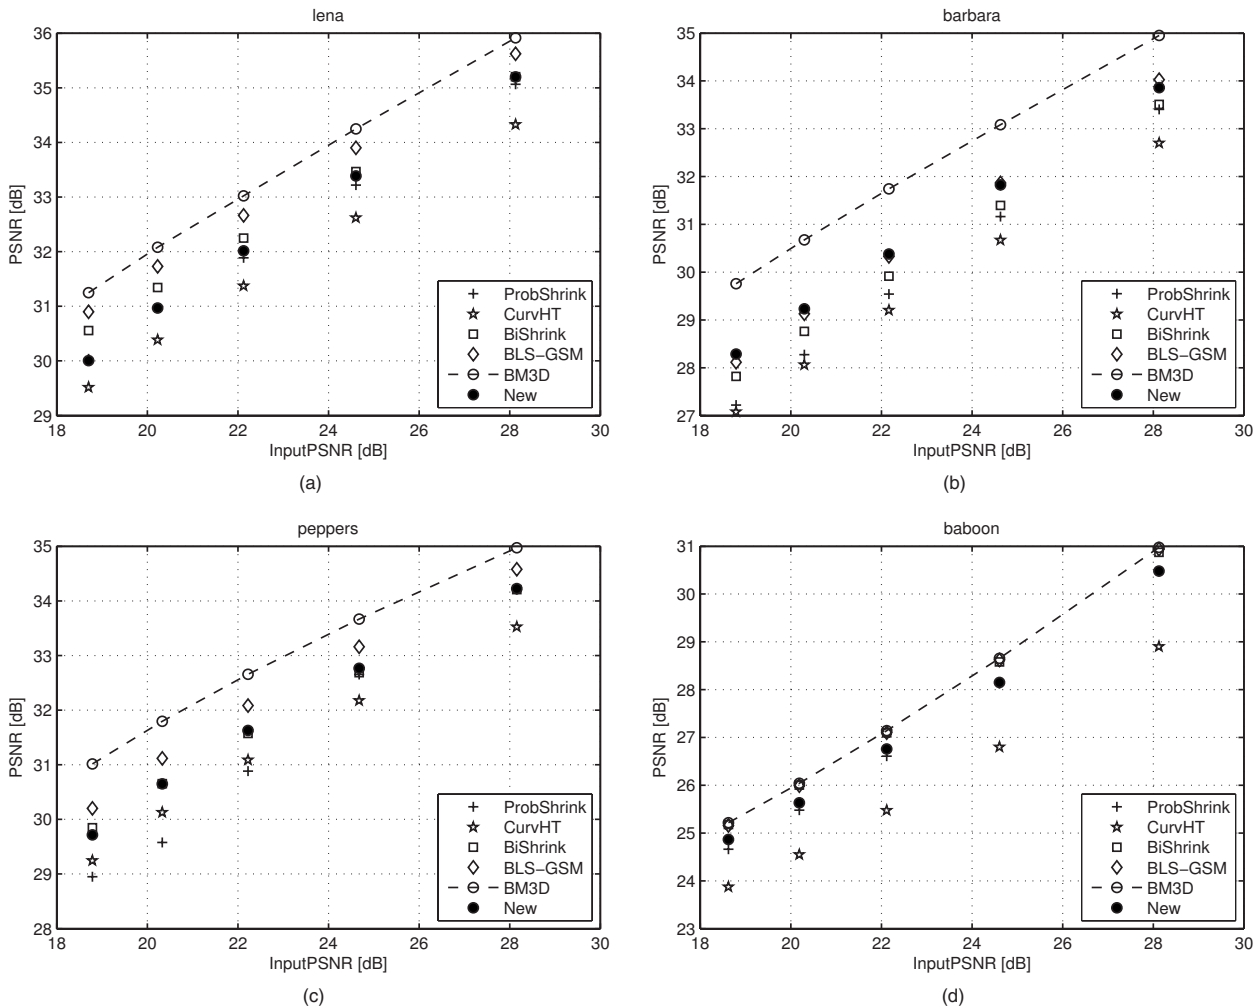 lena
36
35
34
33
32
31
30
29
PSNR [dB]
18 20 22 24 26 28 30
InputPSNR [dB]
ProbShrink
CurvHT
BiShrink
BLS-GSM
BM3D
New
(a)
barbara
35
34
33
32
31
30
29
28
27
PSNR [dB]
18 20 22 24 26 28 30
InputPSNR [dB]
ProbShrink
CurvHT
BiShrink
BLS-GSM
BM3D
New
(b)
peppers
35
34
33
32
31
30
29
28
PSNR [dB]
18 20 22 24 26 28 30
InputPSNR [dB]
ProbShrink
CurvHT
BiShrink
BLS-GSM
BM3D
New
(c)
baboon
31
30
29
28
27
26
25
24
23
PSNR [dB]
18 20 22 24 26 28 30
InputPSNR [dB]
ProbShrink
CurvHT
BiShrink
BLS-GSM
BM3D
New
(d)